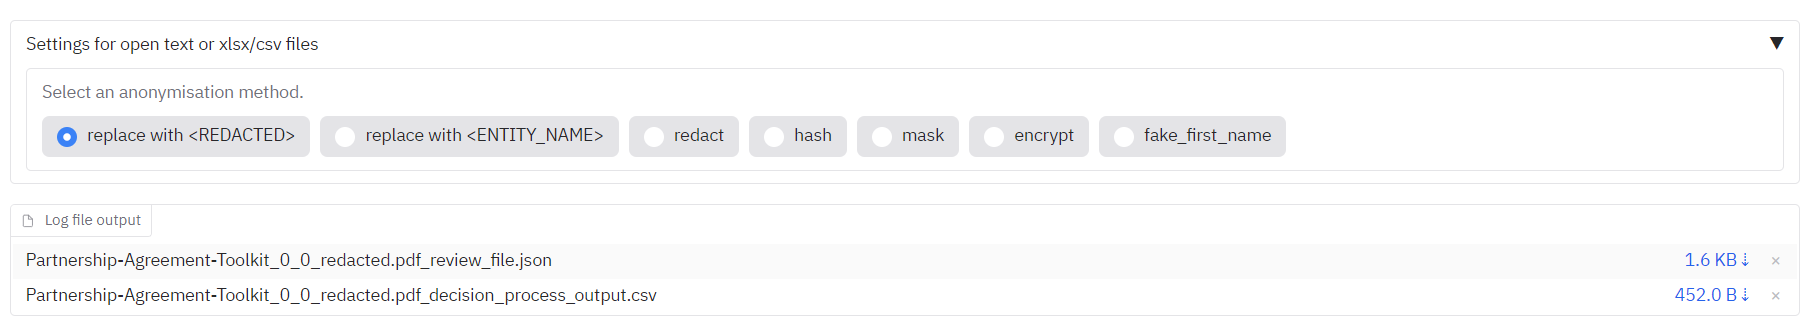 Settings for open text or xlsx/csv files ▼
Select an anonymisation method.
replace with <REDACTED> replace with <ENTITY_NAME> redact hash mask encrypt fake_first_name
Log file output
Partnership-Agreement-Toolkit_0_0_redacted.pdf_review_file.json 1.6 KB⇣ ×
Partnership-Agreement-Toolkit_0_0_redacted.pdf_decision_process_output.csv 452.0 B⇣ ×